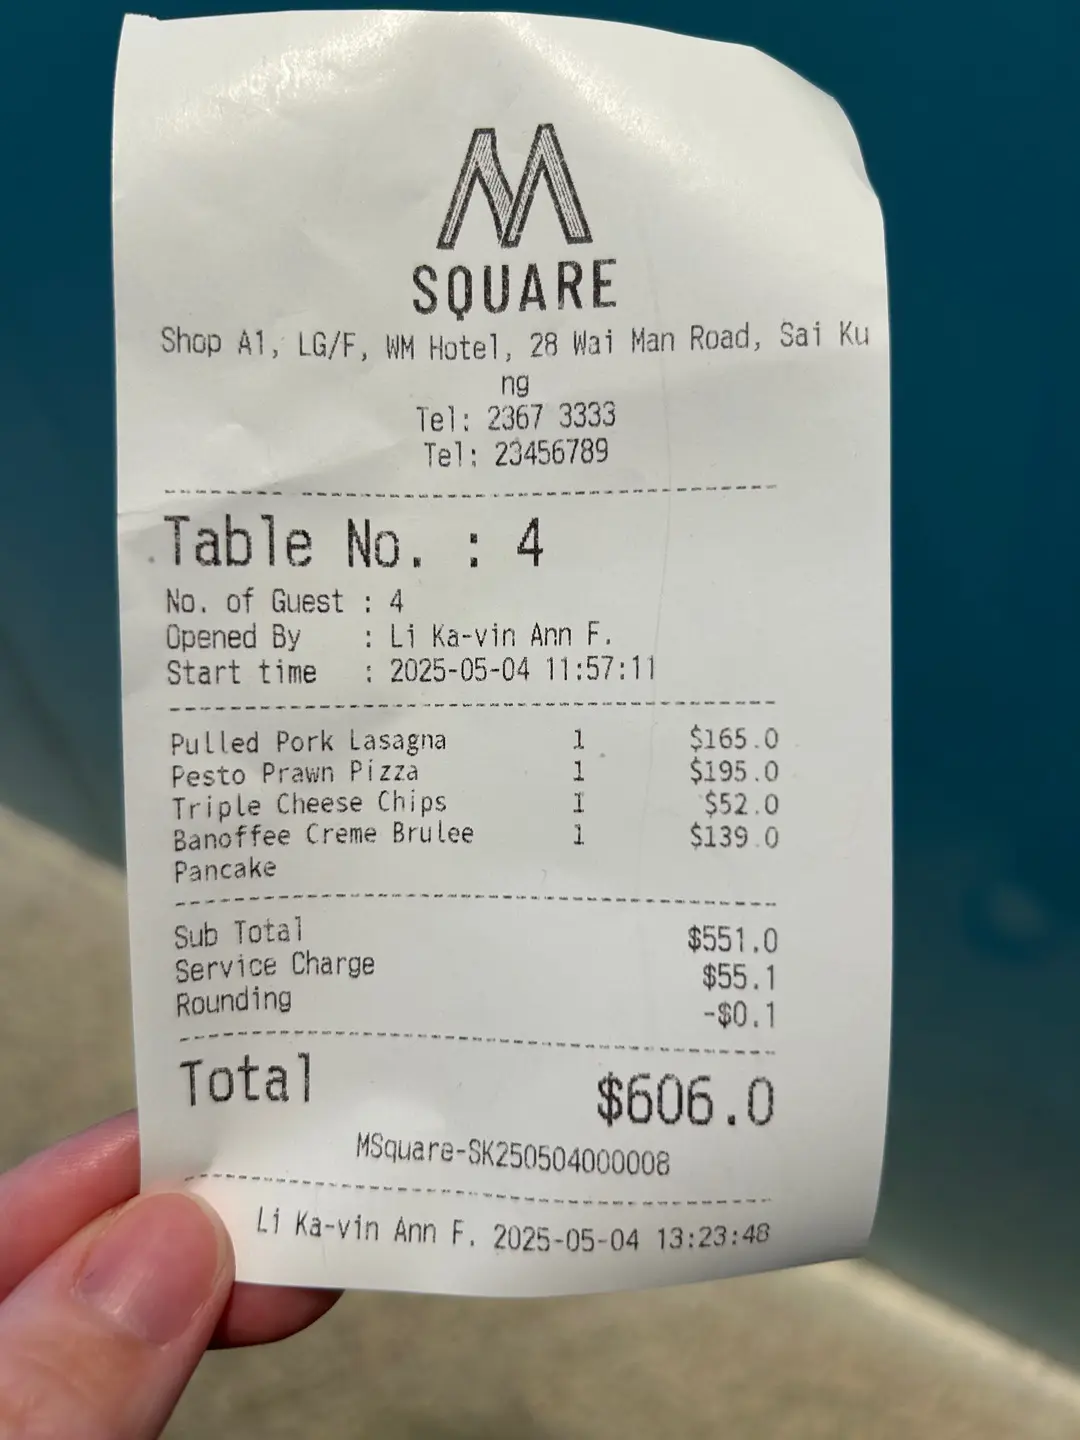 M
SQUARE
Shop A1, LG/F, WM Hotel, 28 Wai Man Road, Sai Ku
ng
Tel: 2367 3333
Tel: 23456789
Table No. : 4
No. of Guest : 4
Opened By : Li Ka-vin Ann F.
Start time : 2025-05-04 11:57:11
Pulled Pork Lasagna 1 $165.0
Pesto Prawn Pizza 1 $195.0
Triple Cheese Chips 1 $52.0
Banoffee Creme Brulee 1 $139.0
Pancake
Sub Total $551.0
Service Charge $55.1
Rounding -$0.1
Total $606.0
MSquare-SK250504000008
Li Ka-vin Ann F. 2025-05-04 13:23:48